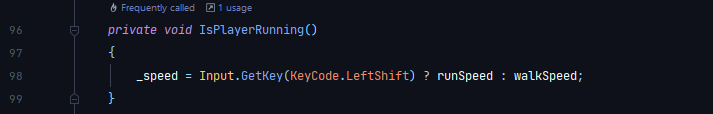 Frequently called 1 usage
96 private void IsPlayerRunning()
97 {
98 _speed = Input.GetKey(KeyCode.LeftShift) ? runSpeed : walkSpeed;
99 }